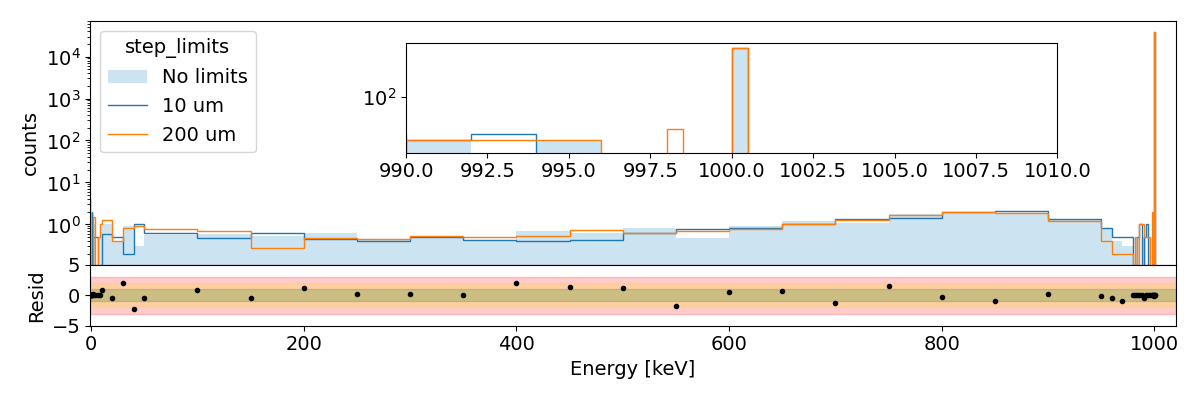 step_limits
No limits
10 um
200 um
counts
10^4
10^3
10^2
10^1
10^0
10^2
990.0 992.5 995.0 997.5 1000.0 1002.5 1005.0 1007.5 1010.0
Resid
5
0
−5
0 200 400 600 800 1000
Energy [keV]